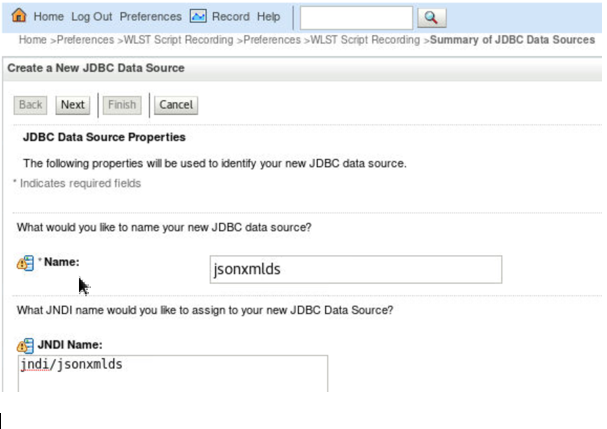 Home Log Out Preferences Record Help
Home >Preferences >WLST Script Recording >Preferences >WLST Script Recording >Summary of JDBC Data Sources
Create a New JDBC Data Source
Back Next Finish Cancel
JDBC Data Source Properties
The following properties will be used to identify your new JDBC data source.
* Indicates required fields
What would you like to name your new JDBC data source?
* Name: jsonxmlds
What JNDI name would you like to assign to your new JDBC Data Source?
JNDI Name:
jndi/jsonxmlds